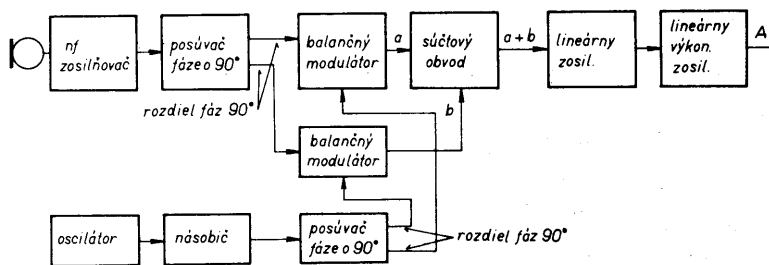 nf
zosilňovač
posúvač
fáze o 90°
rozdiel fáz 90°
balančný
modulátor
a
súčtový
obvod
a + b
lineárny
zosil.
lineárny
výkon.
zosil.
A
b
balančný
modulátor
oscilátor
násobič
posúvač
fáze o 90°
rozdiel fáz 90°